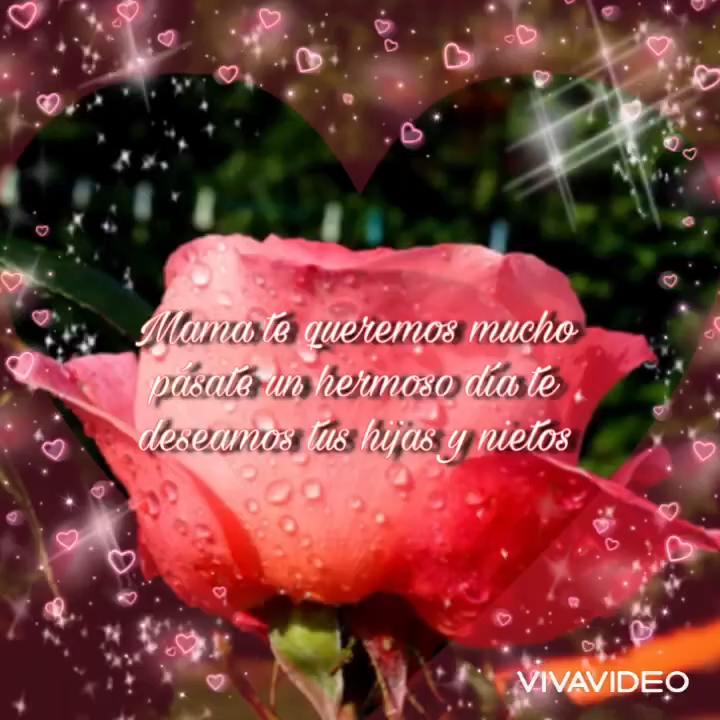 Mama te queremos mucho
pásate un hermoso día te
deseamos tus hijas y nietos
VIVAVIDEO